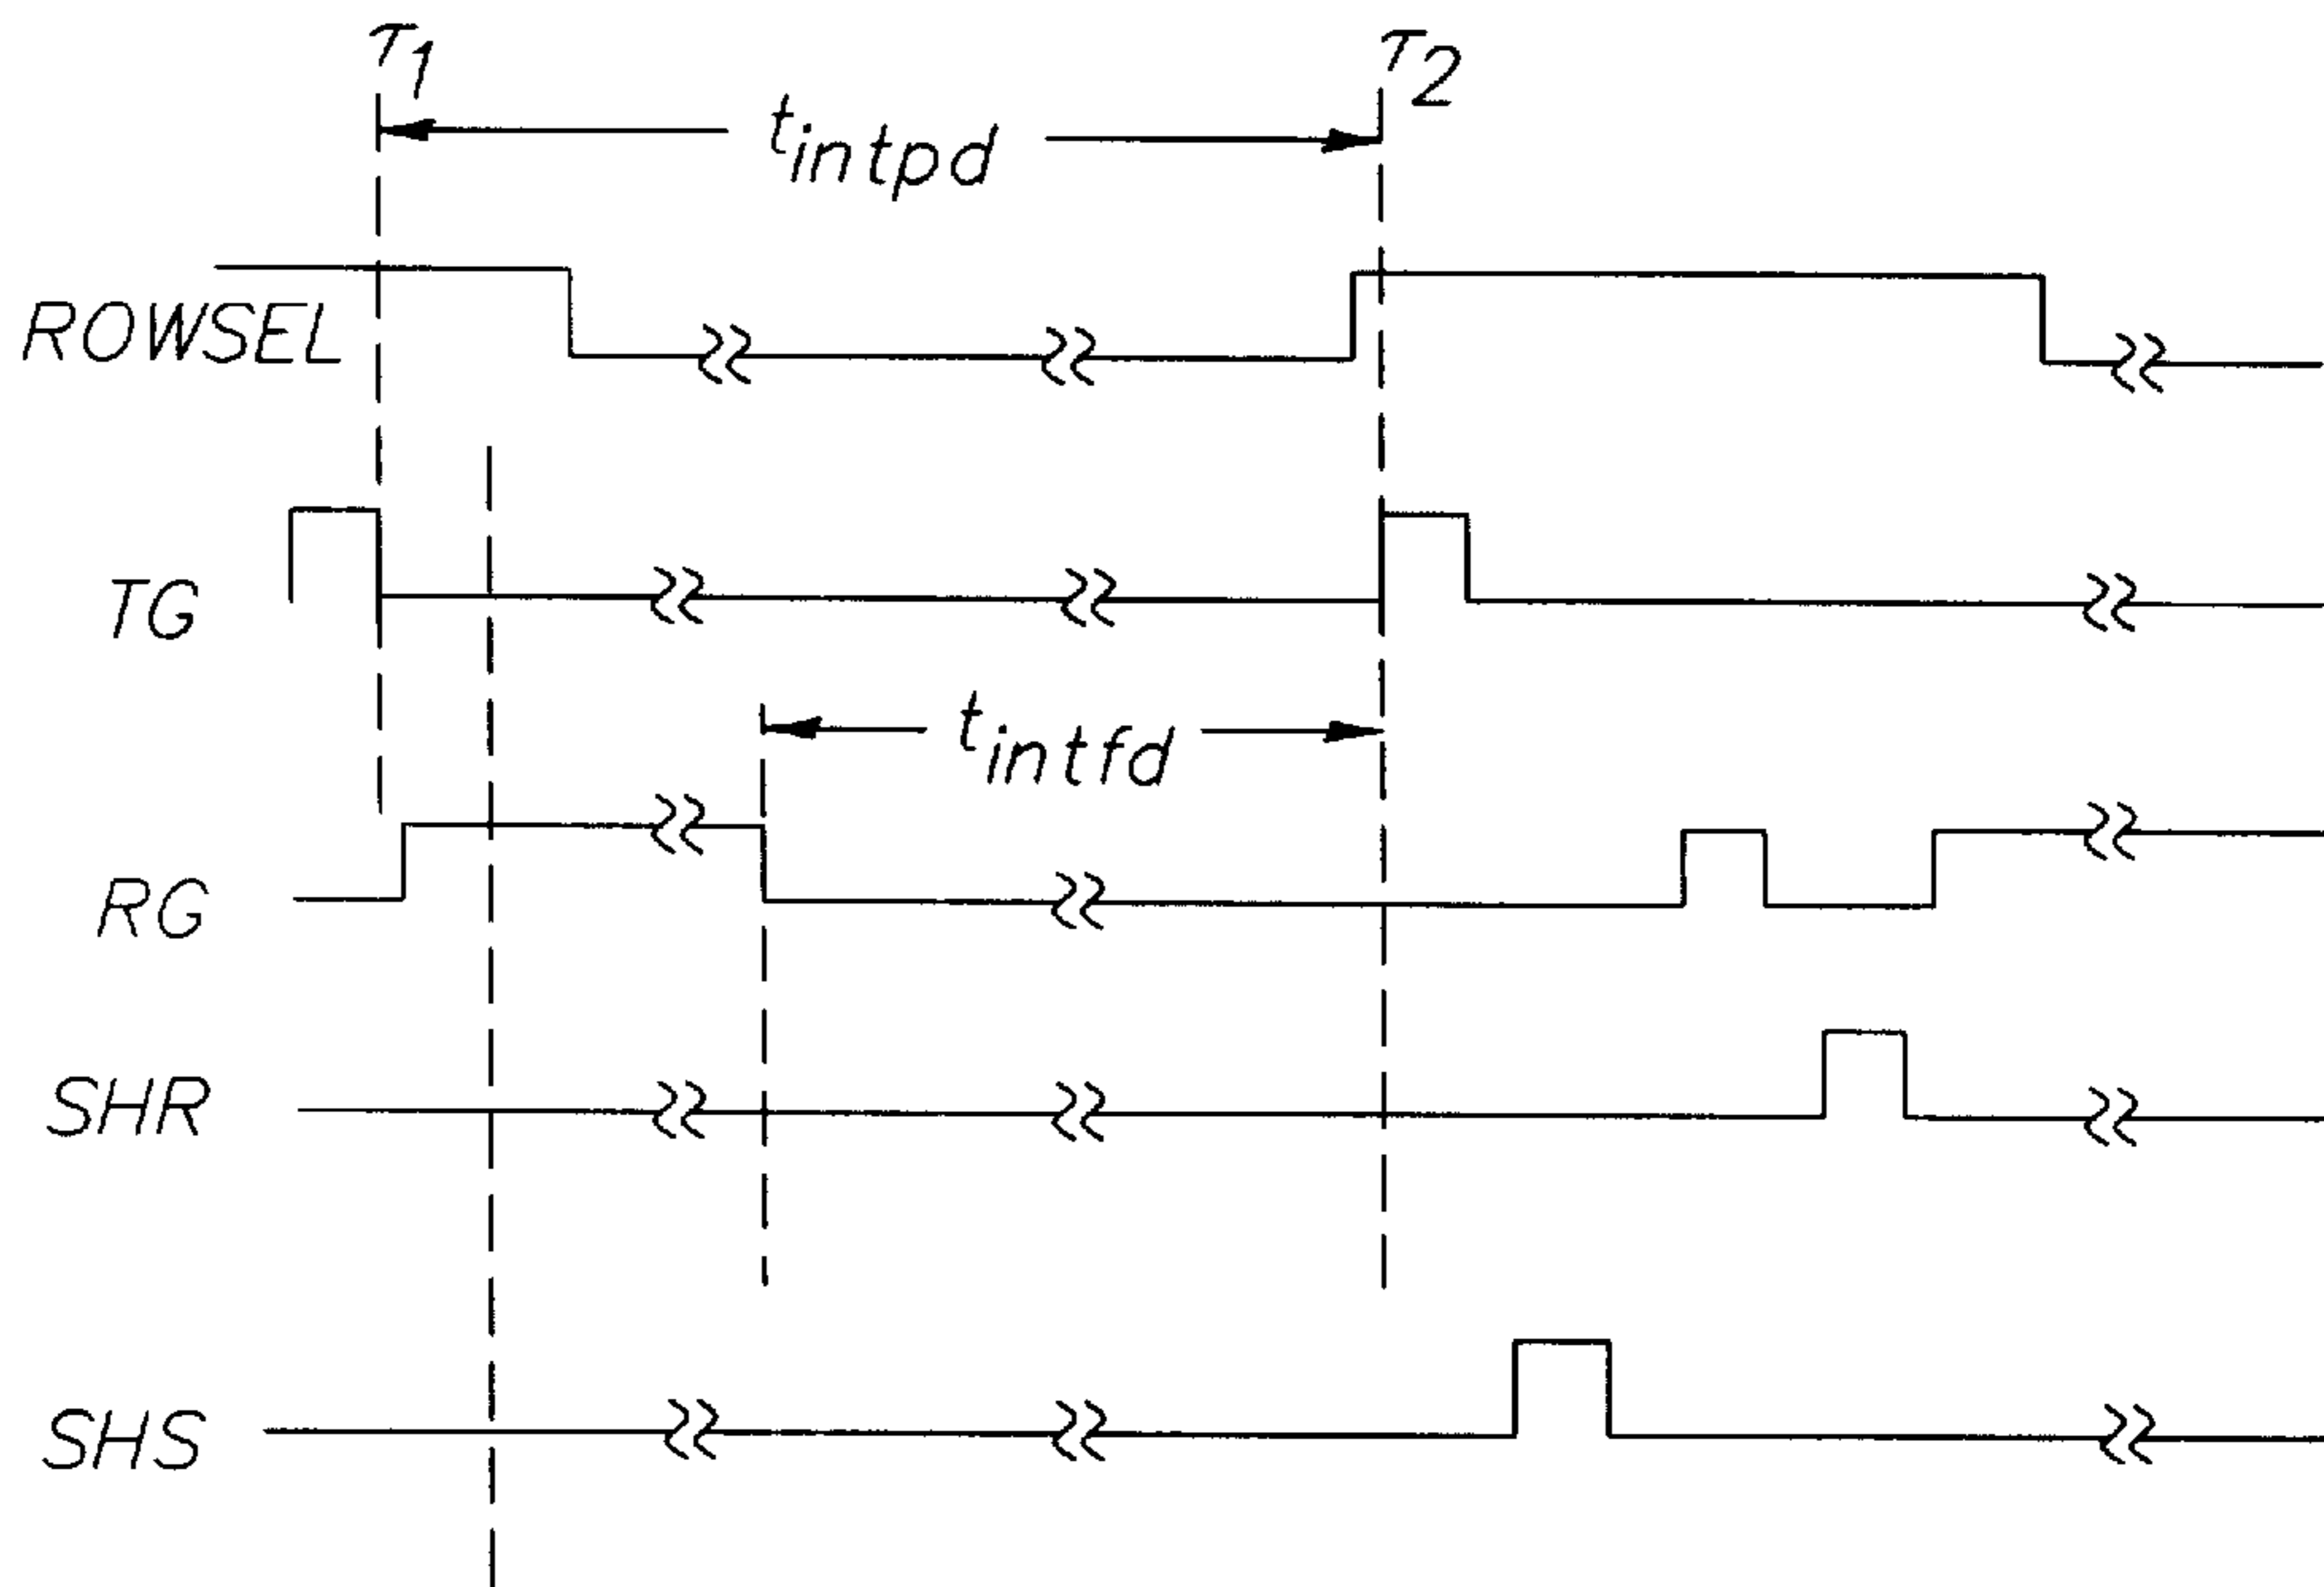 τ1
τ2
tintpd
ROWSEL
TG
tintfd
RG
SHR
SHS